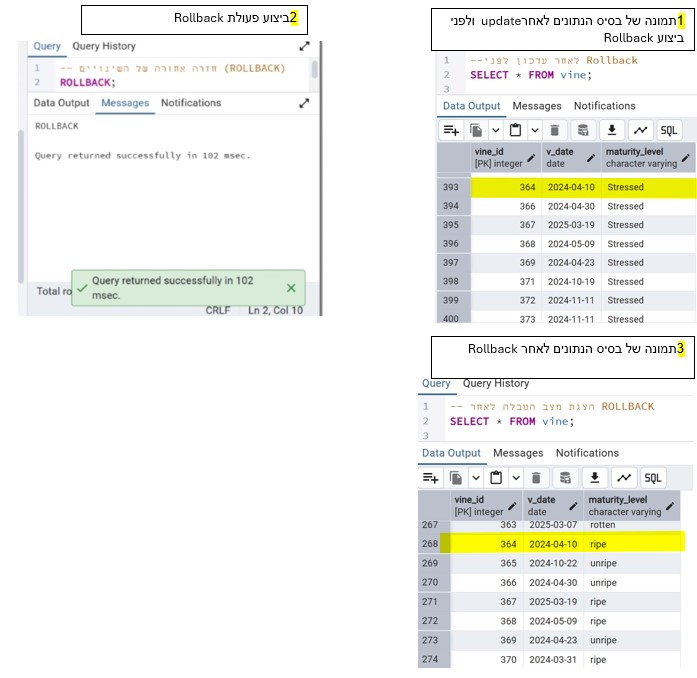 1תמונה של בסיס הנתונים לאחר update ולפני
ביצוע Rollback
1 --לאחר עדכון לפני Rollback
2 SELECT * FROM vine;
3
Data Output Messages Notifications
SQL
vine_id v_date maturity_level
[PK] integer date character varying
393 364 2024-04-10 Stressed
394 366 2024-04-30 Stressed
395 367 2025-03-19 Stressed
396 368 2024-05-09 Stressed
397 369 2024-04-23 Stressed
398 371 2024-10-19 Stressed
399 372 2024-11-11 Stressed
400 373 2024-11-11 Stressed
2ביצוע פעולת Rollback
Query Query History
1 -- חזרה אחורה של השינויים (ROLLBACK)
2 ROLLBACK;
Data Output Messages Notifications
ROLLBACK
Query returned successfully in 102 msec.
Query returned successfully in 102
msec.
Total ro
CRLF Ln 2, Col 10
3תמונה של בסיס הנתונים לאחר Rollback
Query Query History
1 -- הצגת מצב הטבלה לאחר ROLLBACK
2 SELECT * FROM vine;
3
Data Output Messages Notifications
SQL
vine_id v_date maturity_level
[PK] integer date character varying
267 363 2025-03-07 rotten
268 364 2024-04-10 ripe
269 365 2024-10-22 unripe
270 366 2024-04-30 unripe
271 367 2025-03-19 ripe
272 368 2024-05-09 ripe
273 369 2024-04-23 unripe
274 370 2024-03-31 ripe